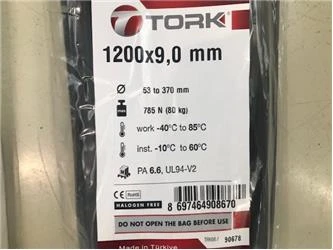 TORK
1200x9,0 mm
Ø 53 to 370 mm
max 785 N (80 kg)
work -40°C to 85°C
inst. -10°C to 60°C
PA 6.6, UL94-V2
CE RoHS
HALOGEN FREE
8 697464 908670
DO NOT OPEN THE BAG BEFORE USE
Made in Türkiye
90678